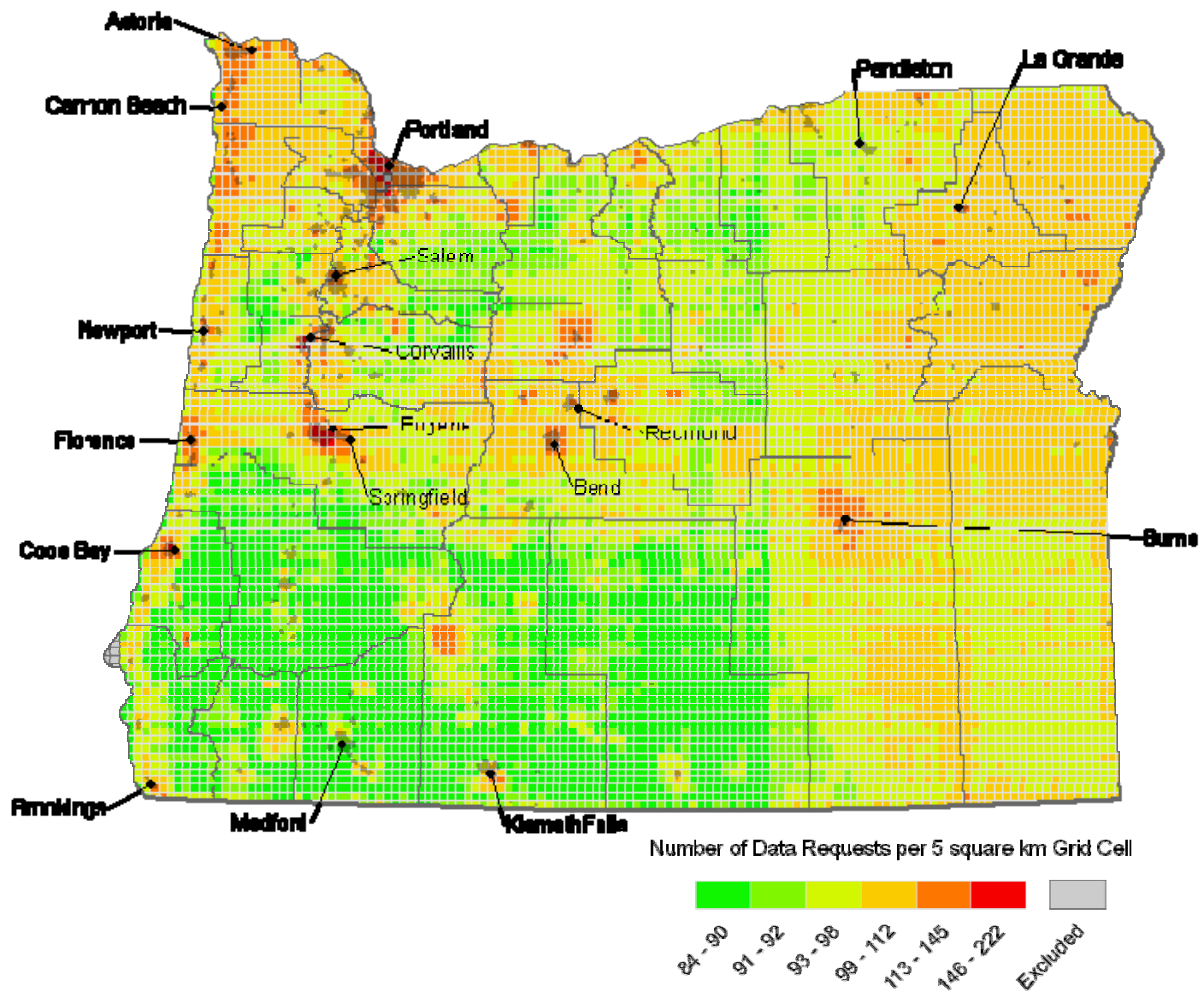 Astoria
La Grande
Pendleton
Cannon Beach
Portland
Salem
Newport
Corvallis
Florence
Eugene
Redmond
Springfield
Bend
Coos Bay
Burns
Medford
Klamath Falls
Number of Data Requests per 5 square km Grid Cell
84 - 90
91 - 92
93 - 98
99 - 112
113 - 145
146 - 222
Excluded